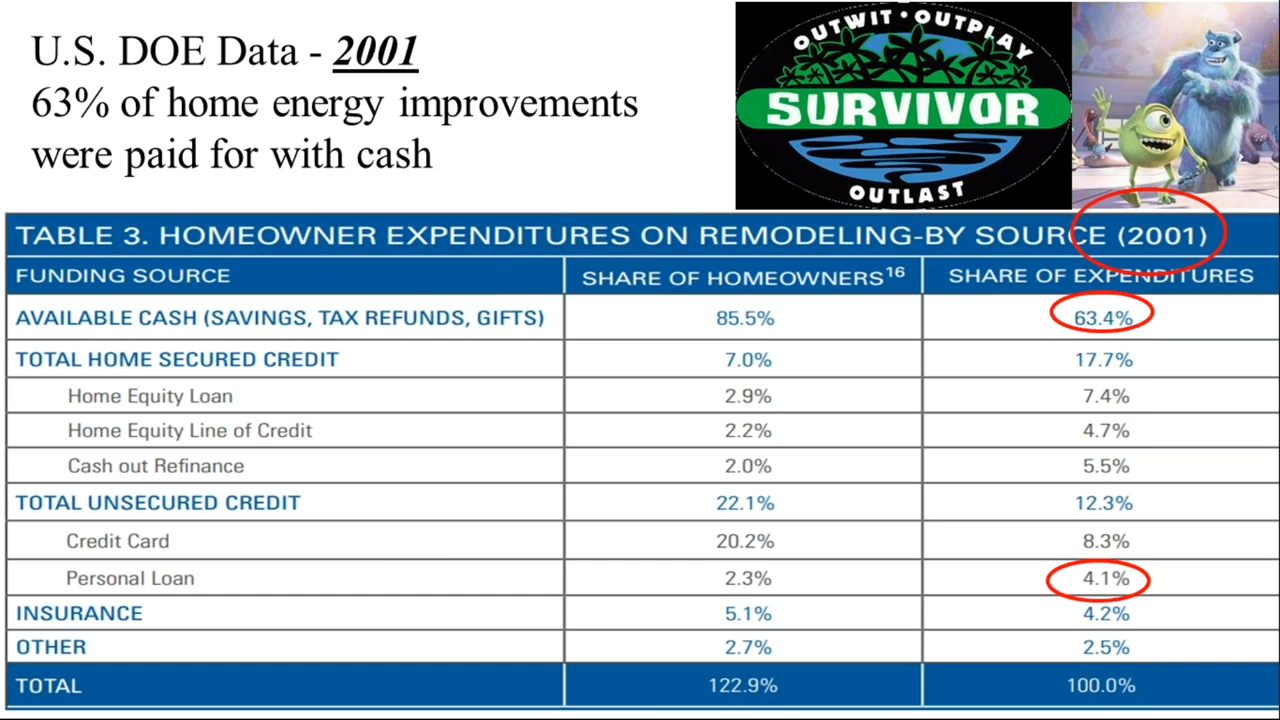 U.S. DOE Data - 2001
63% of home energy improvements
were paid for with cash
OUTWIT • OUTPLAY
SURVIVOR
OUTLAST
TABLE 3. HOMEOWNER EXPENDITURES ON REMODELING-BY SOURCE (2001)
FUNDING SOURCE SHARE OF HOMEOWNERS16 SHARE OF EXPENDITURES
AVAILABLE CASH (SAVINGS, TAX REFUNDS, GIFTS) 85.5% 63.4%
TOTAL HOME SECURED CREDIT 7.0% 17.7%
Home Equity Loan 2.9% 7.4%
Home Equity Line of Credit 2.2% 4.7%
Cash out Refinance 2.0% 5.5%
TOTAL UNSECURED CREDIT 22.1% 12.3%
Credit Card 20.2% 8.3%
Personal Loan 2.3% 4.1%
INSURANCE 5.1% 4.2%
OTHER 2.7% 2.5%
TOTAL 122.9% 100.0%